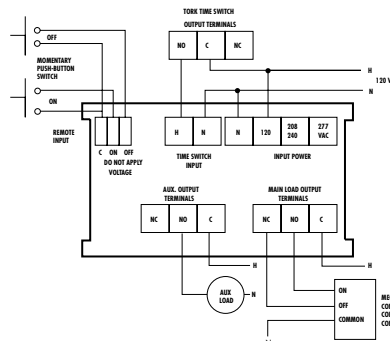 TORK TIME SWITCH
OUTPUT TERMINALS
NO C NC
OFF
MOMENTARY
PUSH-BUTTON
SWITCH
ON
H
120 V
N
REMOTE
INPUT
C ON OFF
DO NOT APPLY
VOLTAGE
H N
TIME SWITCH
INPUT
N 120 208 277
240 VAC
INPUT POWER
AUX. OUTPUT
TERMINALS
NC NO C
MAIN LOAD OUTPUT
TERMINALS
NC NO C
H
H
AUX
LOAD
N
ON
OFF
COMMON